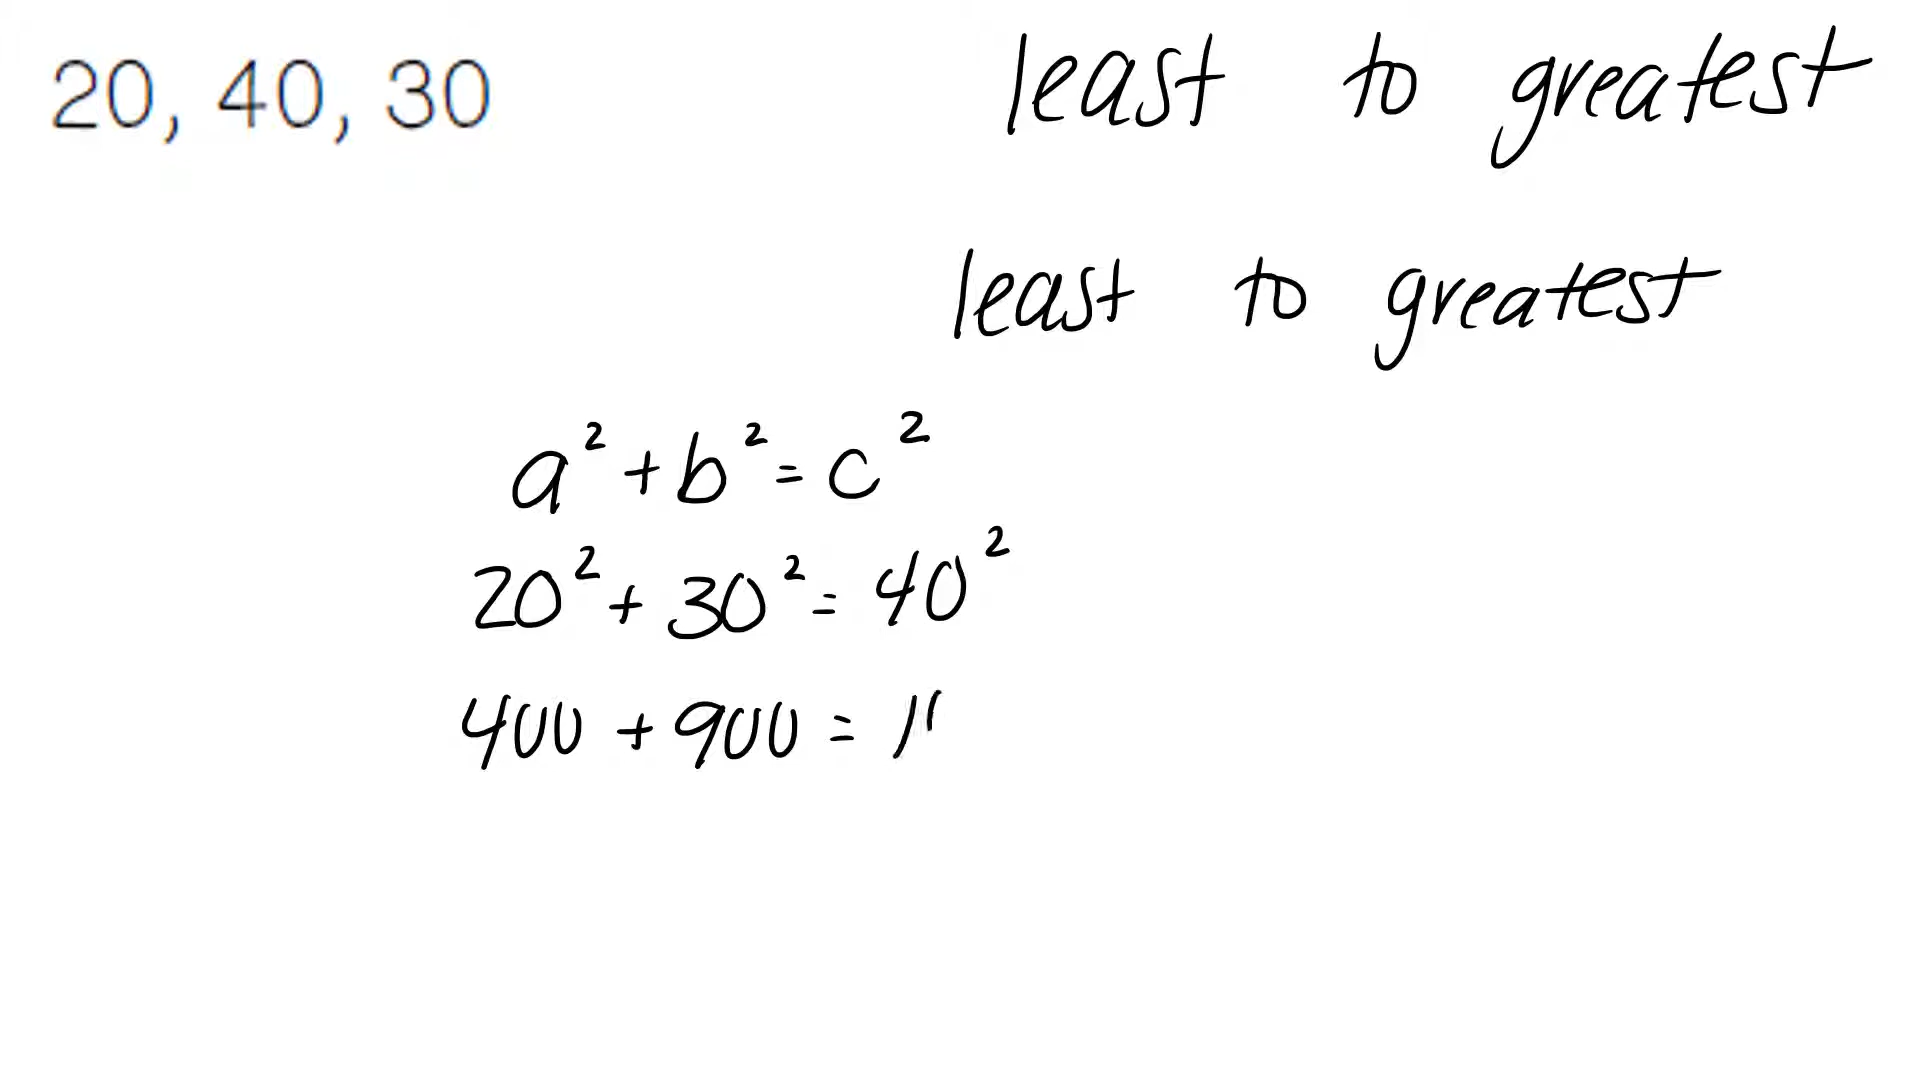 20, 40, 30
least to greatest
least to greatest
a² + b² = c²
20² + 30² = 40²
400 + 900 =